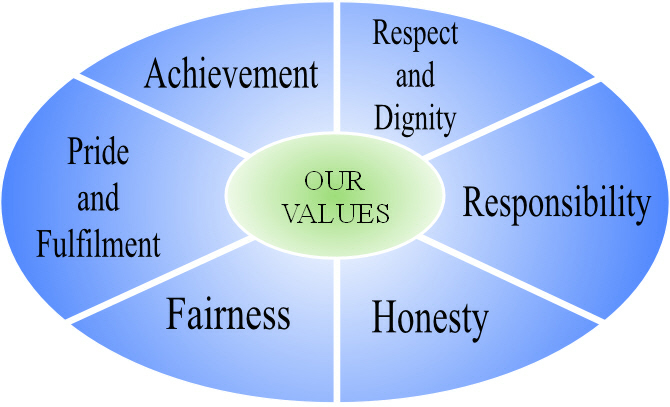 Achievement
Respect
and
Dignity
Pride
and
Fulfilment
OUR
VALUES
Responsibility
Fairness
Honesty